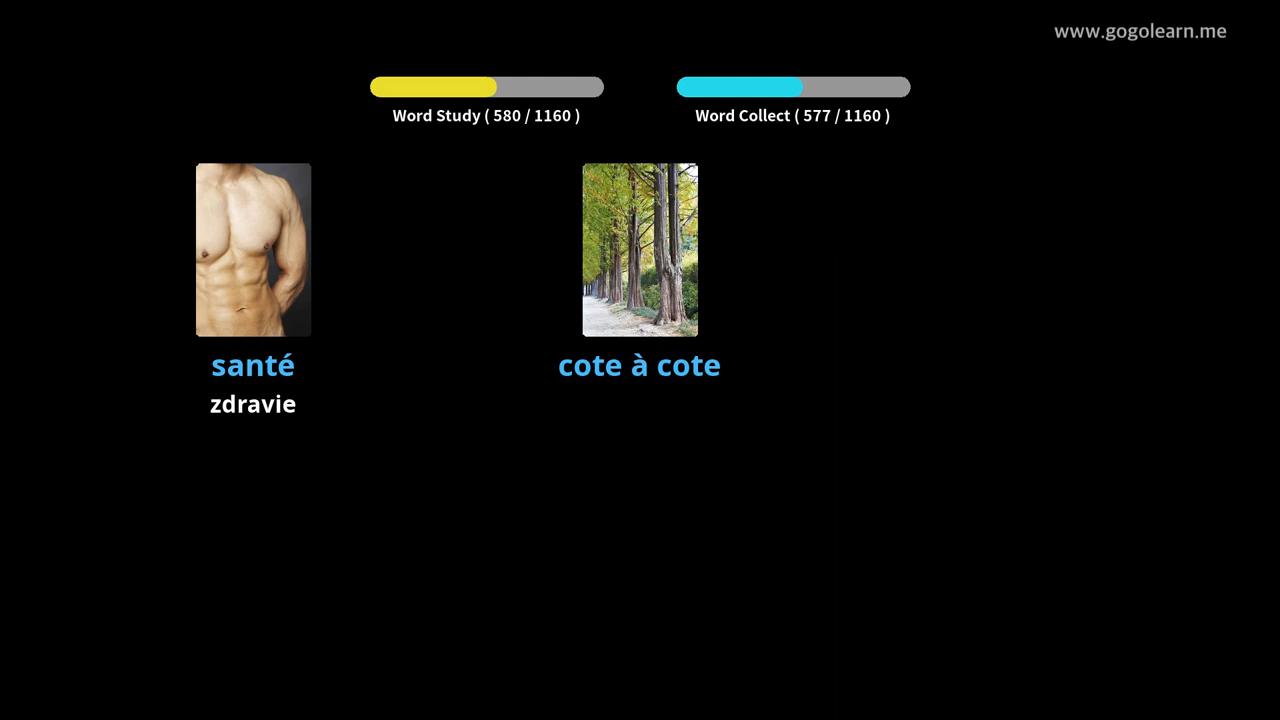 www.gogolearn.me
Word Study ( 580 / 1160 )
Word Collect ( 577 / 1160 )
santé
cote à cote
zdravie